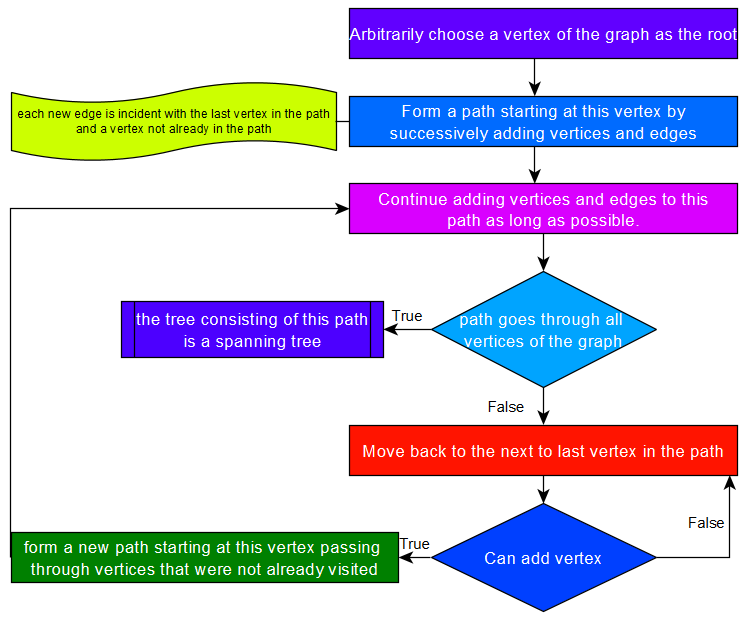 Arbitrarily choose a vertex of the graph as the root
each new edge is incident with the last vertex in the path
and a vertex not already in the path
Form a path starting at this vertex by
successively adding vertices and edges
Continue adding vertices and edges to this
path as long as possible.
the tree consisting of this path
is a spanning tree
True
path goes through all
vertices of the graph
False
Move back to the next to last vertex in the path
False
form a new path starting at this vertex passing
through vertices that were not already visited
True
Can add vertex